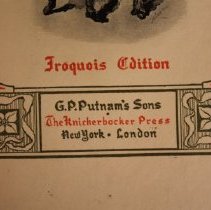 Iroquois Edition
G.P. Putnam's Sons
The Knickerbocker Press
New York • London